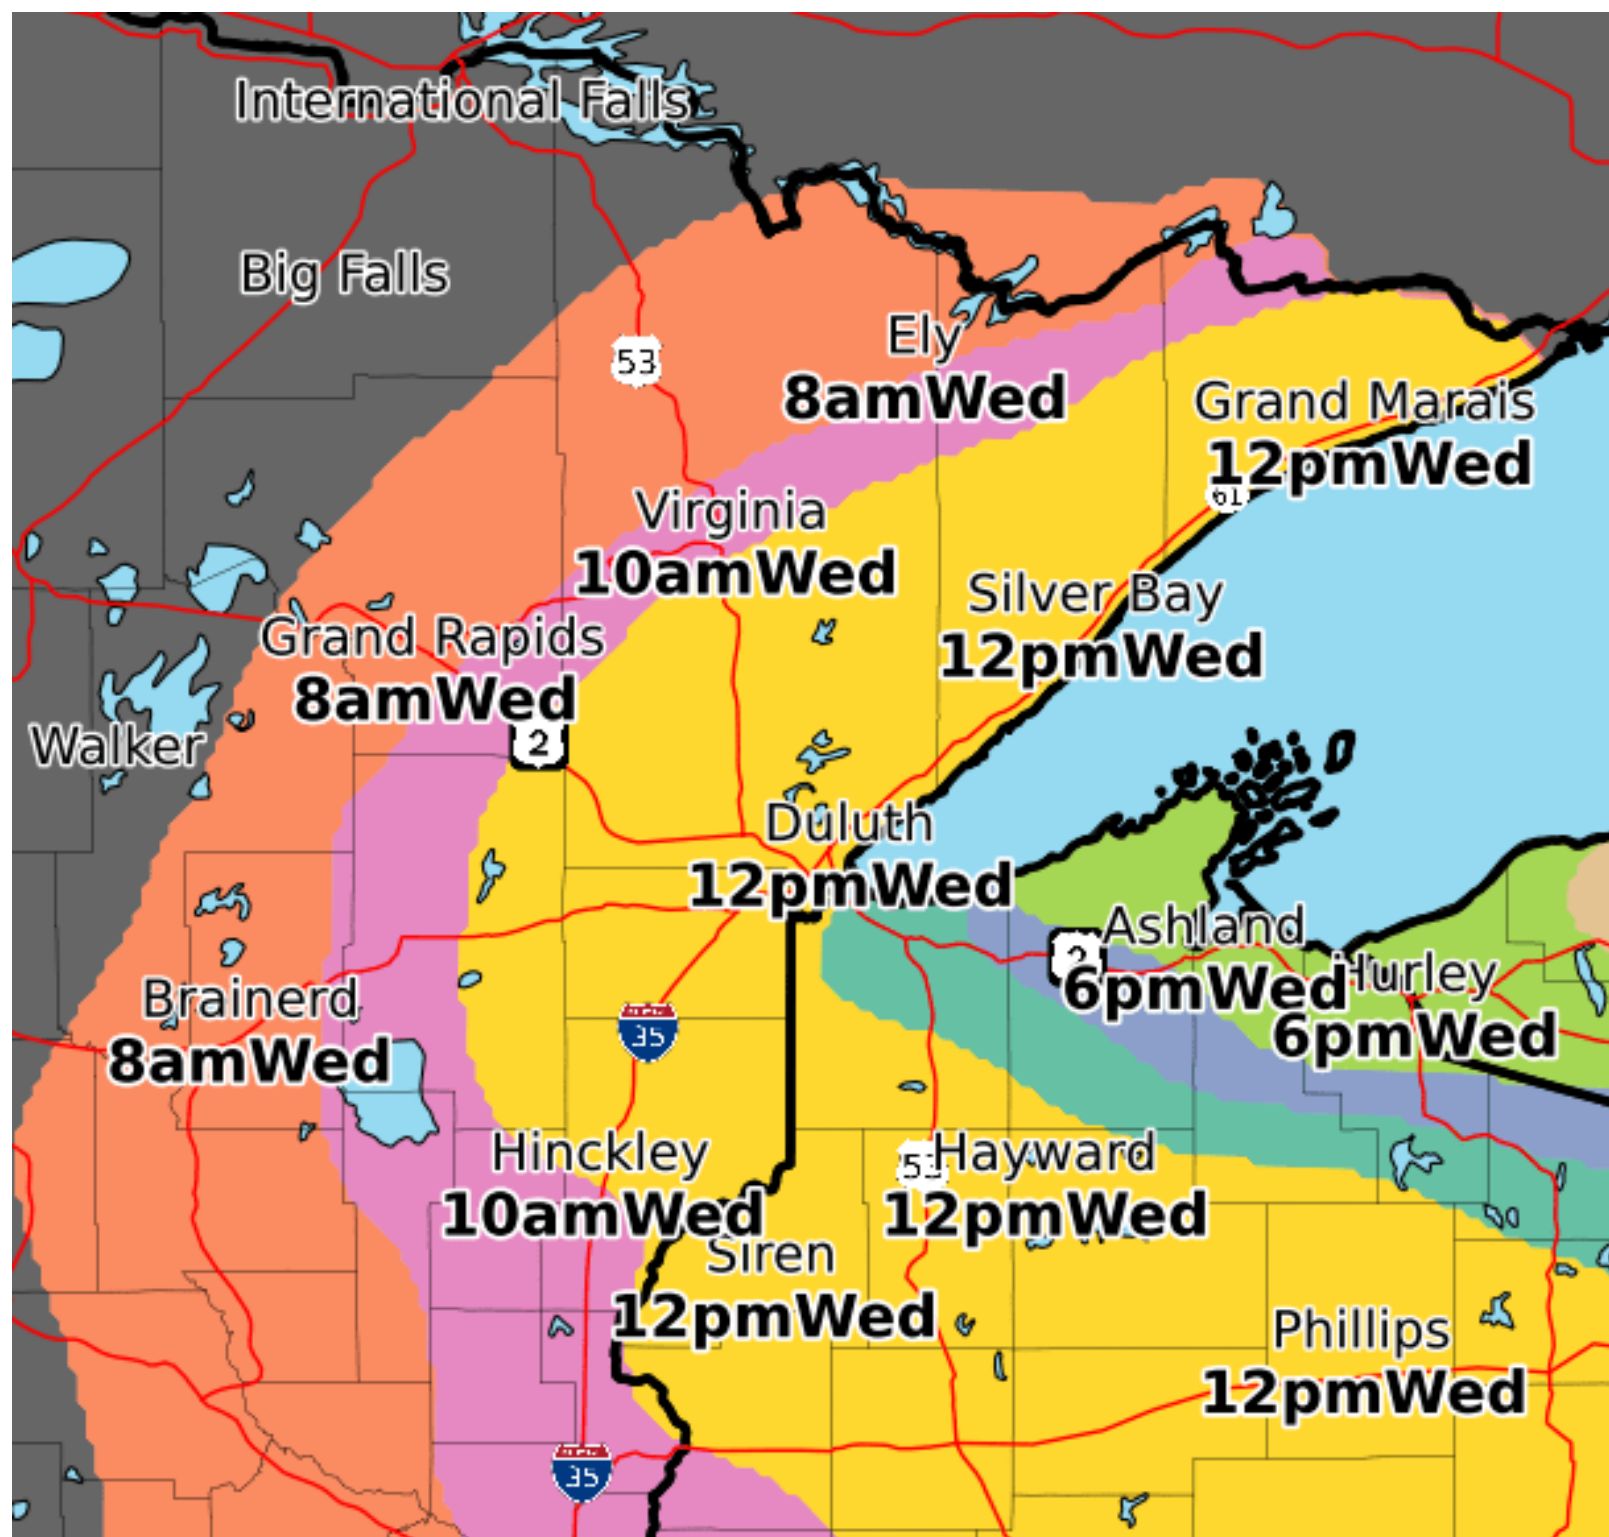 International Falls
Big Falls
53
Ely
8amWed
Grand Marais
12pmWed
61
Virginia
10amWed
Silver Bay
12pmWed
Grand Rapids
8amWed
2
Walker
Duluth
12pmWed
Ashland
2
6pmWed
Hurley
6pmWed
Brainerd
8amWed
35
Hinckley
10amWed
53
Hayward
12pmWed
Siren
12pmWed
Phillips
12pmWed
35